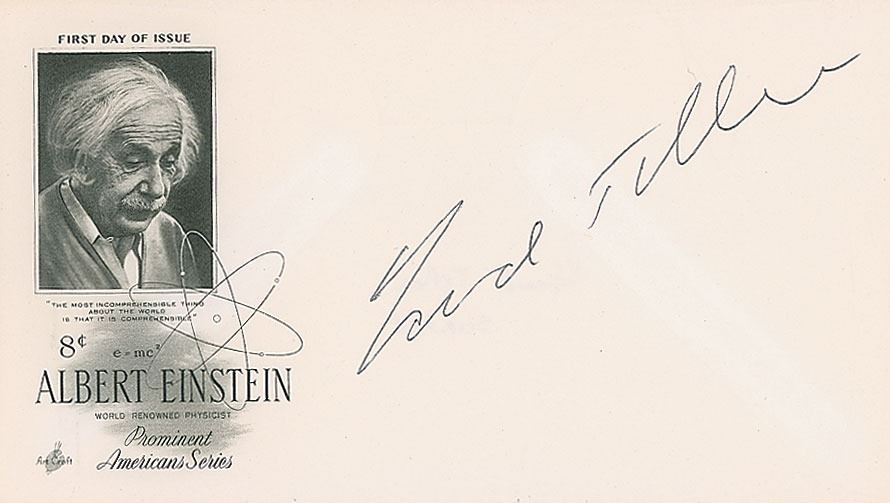 FIRST DAY OF ISSUE
Edward Teller
"THE MOST INCOMPREHENSIBLE THING
ABOUT THE WORLD
IS THAT IT IS COMPREHENSIBLE"
8¢
e=mc²
ALBERT EINSTEIN
WORLD RENOWNED PHYSICIST
Prominent
Americans Series
Art Craft